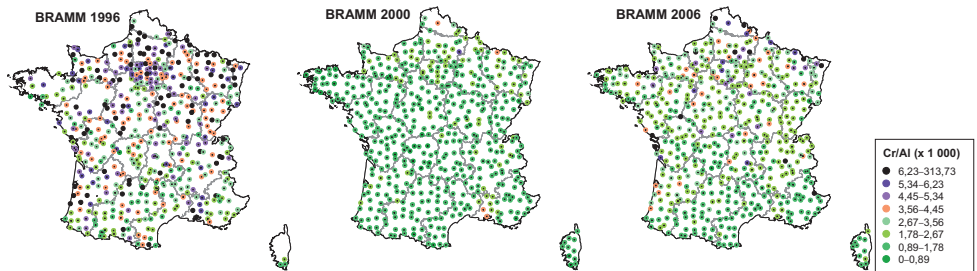 BRAMM 1996
BRAMM 2000
BRAMM 2006
Cr/Al (x 1 000)
6,23–313,73
5,34–6,23
4,45–5,34
3,56–4,45
2,67–3,56
1,78–2,67
0,89–1,78
0–0,89